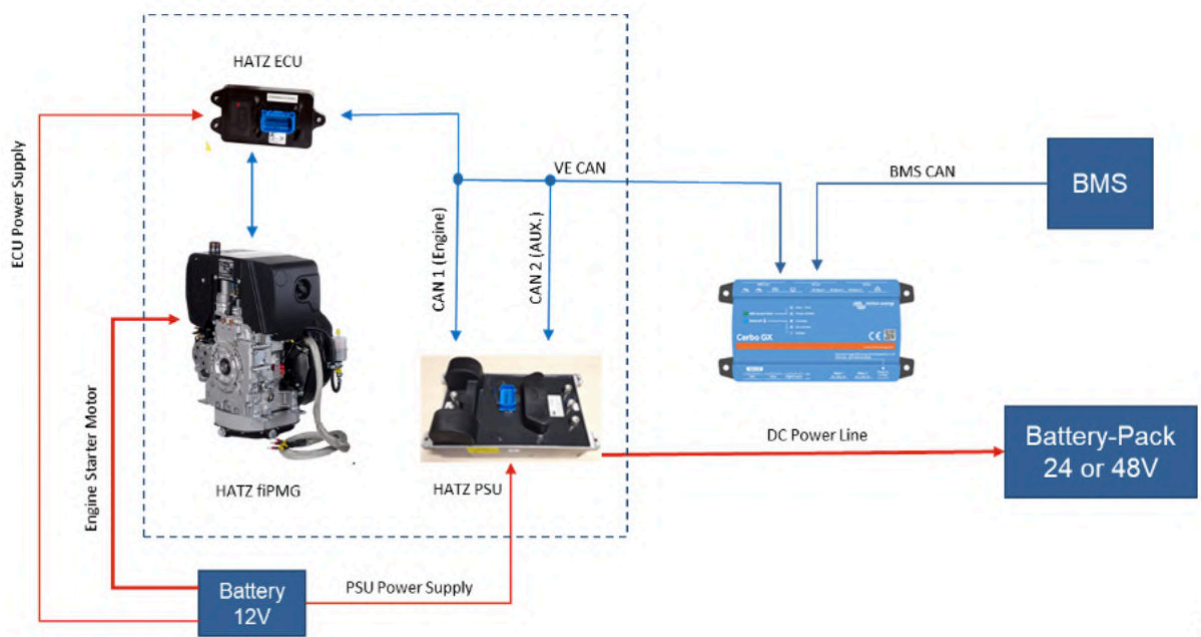 HATZ ECU
ECU Power Supply
VE CAN
BMS CAN
BMS
CAN 1 (Engine)
CAN 2 (AUX.)
Cerbo GX
Engine Starter Motor
HATZ fiPMG
HATZ PSU
DC Power Line
Battery-Pack
24 or 48V
Battery
12V
PSU Power Supply